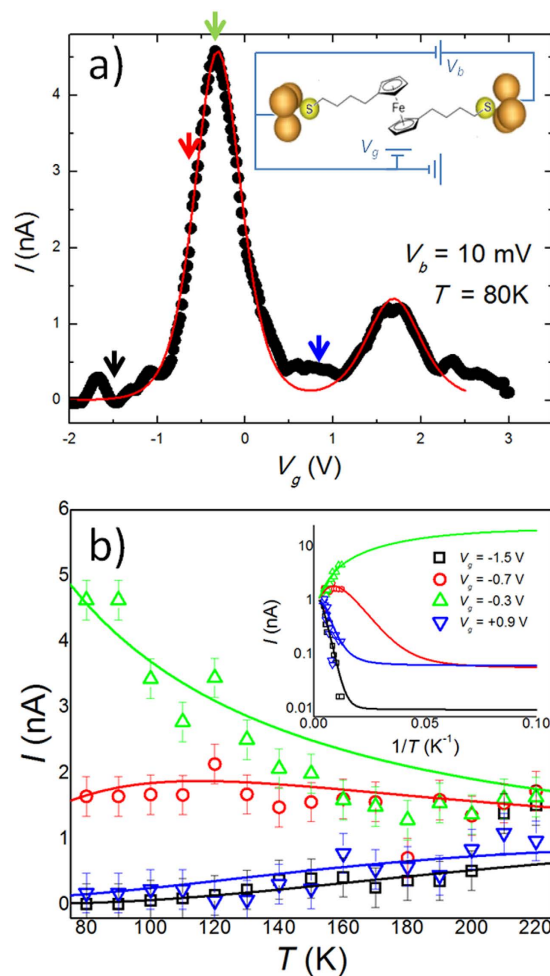 a)
V_b
S
Fe
S
V_g
V_b = 10 mV
T = 80K
4
3
2
1
0
I (nA)
-2 -1 0 1 2 3
V_g (V)
b)
6
5
4
3
2
1
0
I (nA)
10
1
0.1
0.01
I (nA)
V_g = -1.5 V
V_g = -0.7 V
V_g = -0.3 V
V_g = +0.9 V
0.00 0.05 0.10
1/T (K⁻¹)
80 100 120 140 160 180 200 220
T (K)